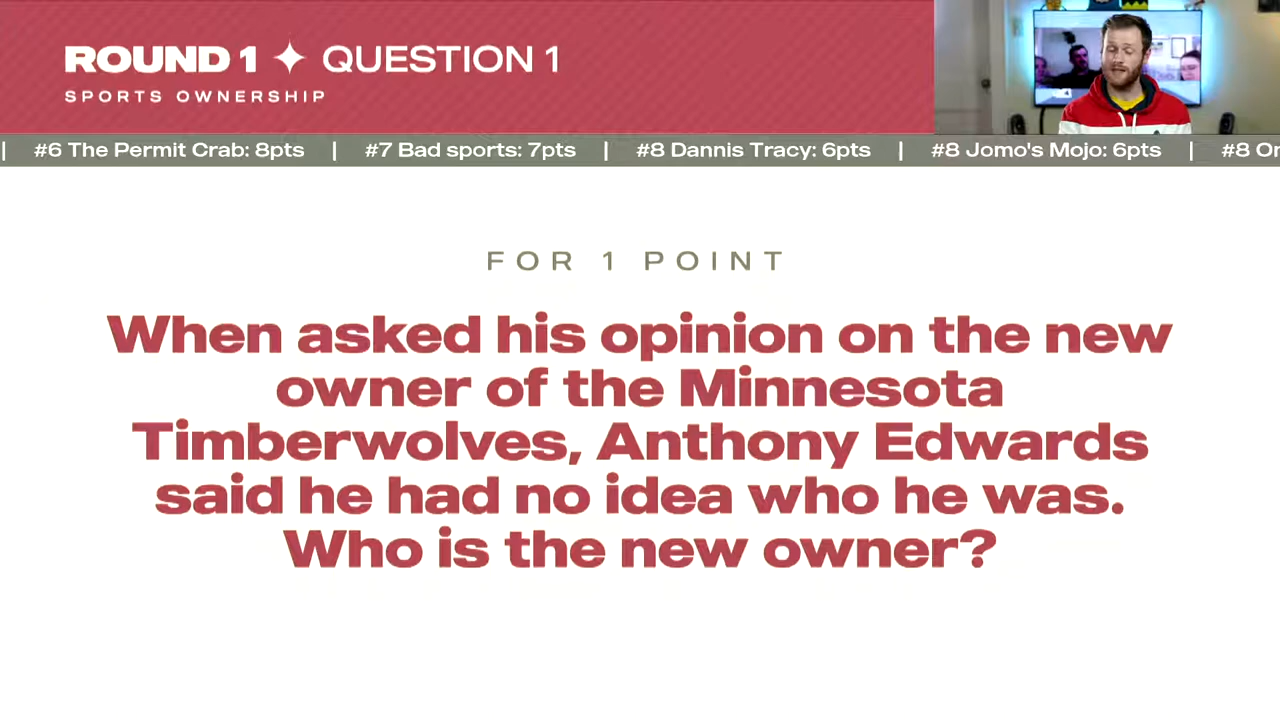 ROUND 1 ✦ QUESTION 1
SPORTS OWNERSHIP
| #6 The Permit Crab: 8pts | #7 Bad sports: 7pts | #8 Dannis Tracy: 6pts | #8 Jomo's Mojo: 6pts | #8
FOR 1 POINT
When asked his opinion on the new
owner of the Minnesota
Timberwolves, Anthony Edwards
said he had no idea who he was.
Who is the new owner?